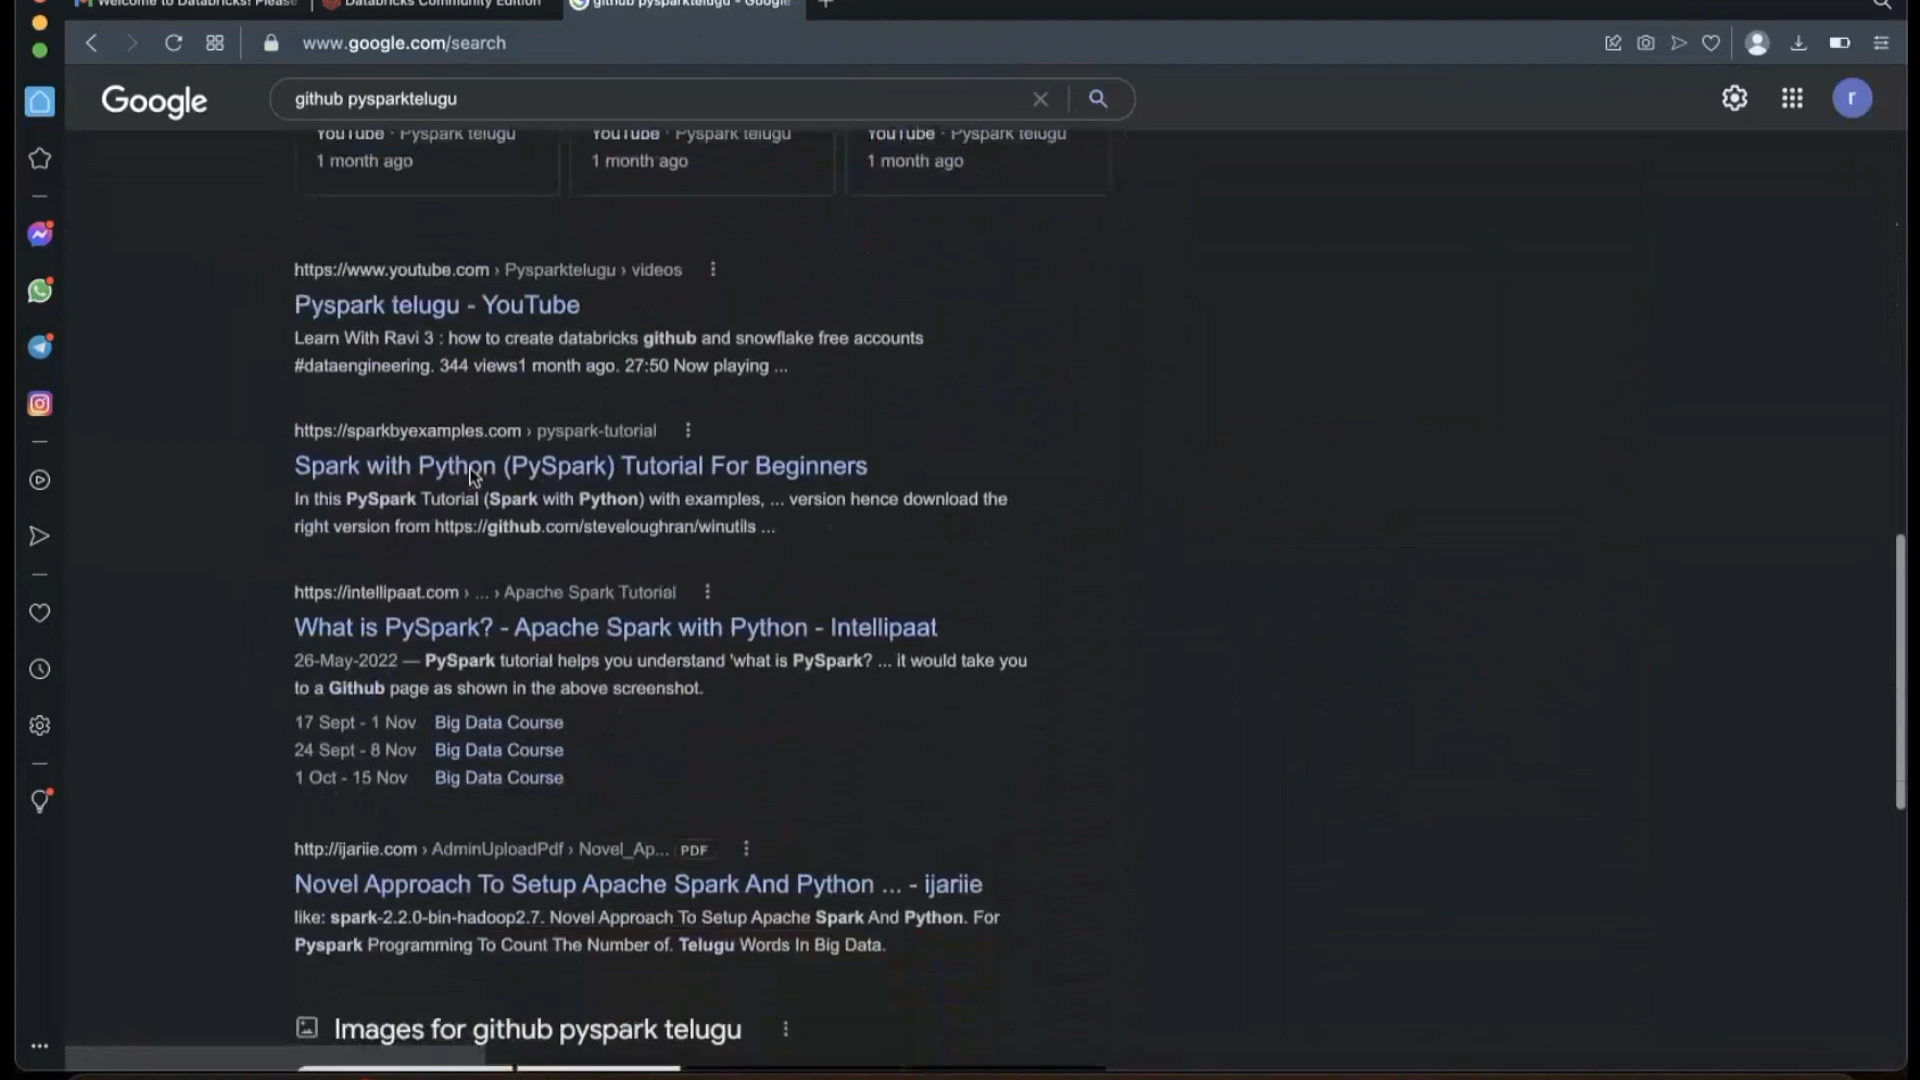 Welcome to Databricks! Please
Databricks Community Edition
github pysparktelugu - Google
www.google.com/search
Google
github pysparktelugu
r
YouTube · Pyspark telugu
1 month ago
YouTube · Pyspark telugu
1 month ago
YouTube · Pyspark telugu
1 month ago
https://www.youtube.com › Pysparktelugu › videos
Pyspark telugu - YouTube
Learn With Ravi 3 : how to create databricks github and snowflake free accounts
#dataengineering. 344 views1 month ago. 27:50 Now playing ...
https://sparkbyexamples.com › pyspark-tutorial
Spark with Python (PySpark) Tutorial For Beginners
In this PySpark Tutorial (Spark with Python) with examples, ... version hence download the
right version from https://github.com/steveloughran/winutils ...
https://intellipaat.com › ... › Apache Spark Tutorial
What is PySpark? - Apache Spark with Python - Intellipaat
26-May-2022 — PySpark tutorial helps you understand 'what is PySpark? ... it would take you
to a Github page as shown in the above screenshot.
17 Sept - 1 Nov Big Data Course
24 Sept - 8 Nov Big Data Course
1 Oct - 15 Nov Big Data Course
http://ijariie.com › AdminUploadPdf › Novel_Ap... PDF
Novel Approach To Setup Apache Spark And Python ... - ijariie
like: spark-2.2.0-bin-hadoop2.7. Novel Approach To Setup Apache Spark And Python. For
Pyspark Programming To Count The Number of. Telugu Words In Big Data.
Images for github pyspark telugu